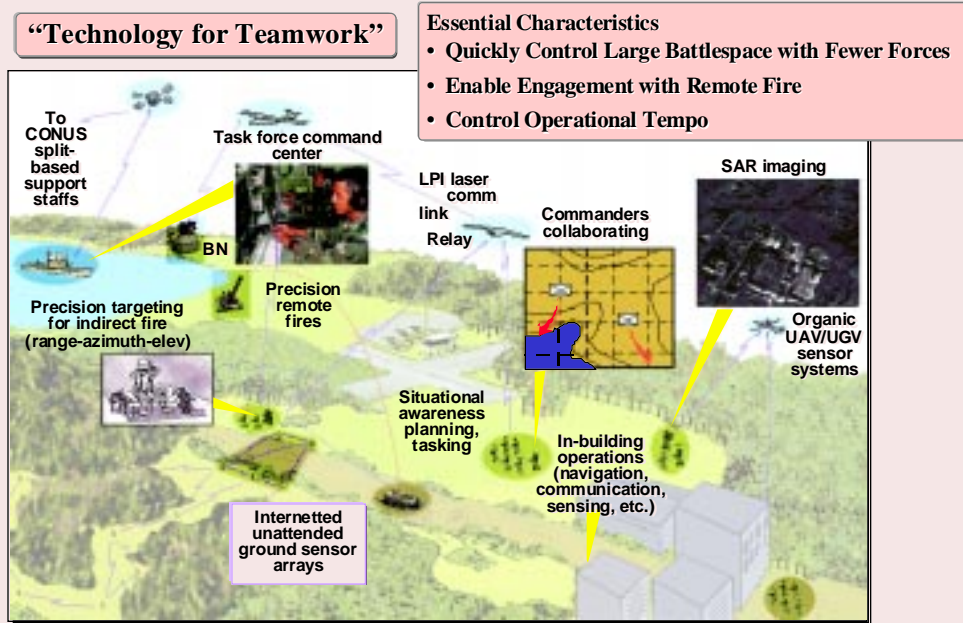 “Technology for Teamwork”
Essential Characteristics
• Quickly Control Large Battlespace with Fewer Forces
• Enable Engagement with Remote Fire
• Control Operational Tempo
To
CONUS
split-
based
support
staffs
Task force command
center
LPI laser
comm
link
Relay
Commanders
collaborating
SAR imaging
BN
Precision targeting
for indirect fire
(range-azimuth-elev)
Precision
remote
fires
Organic
UAV/UGV
sensor
systems
Situational
awareness
planning,
tasking
In-building
operations
(navigation,
communication,
sensing, etc.)
Internetted
unattended
ground sensor
arrays